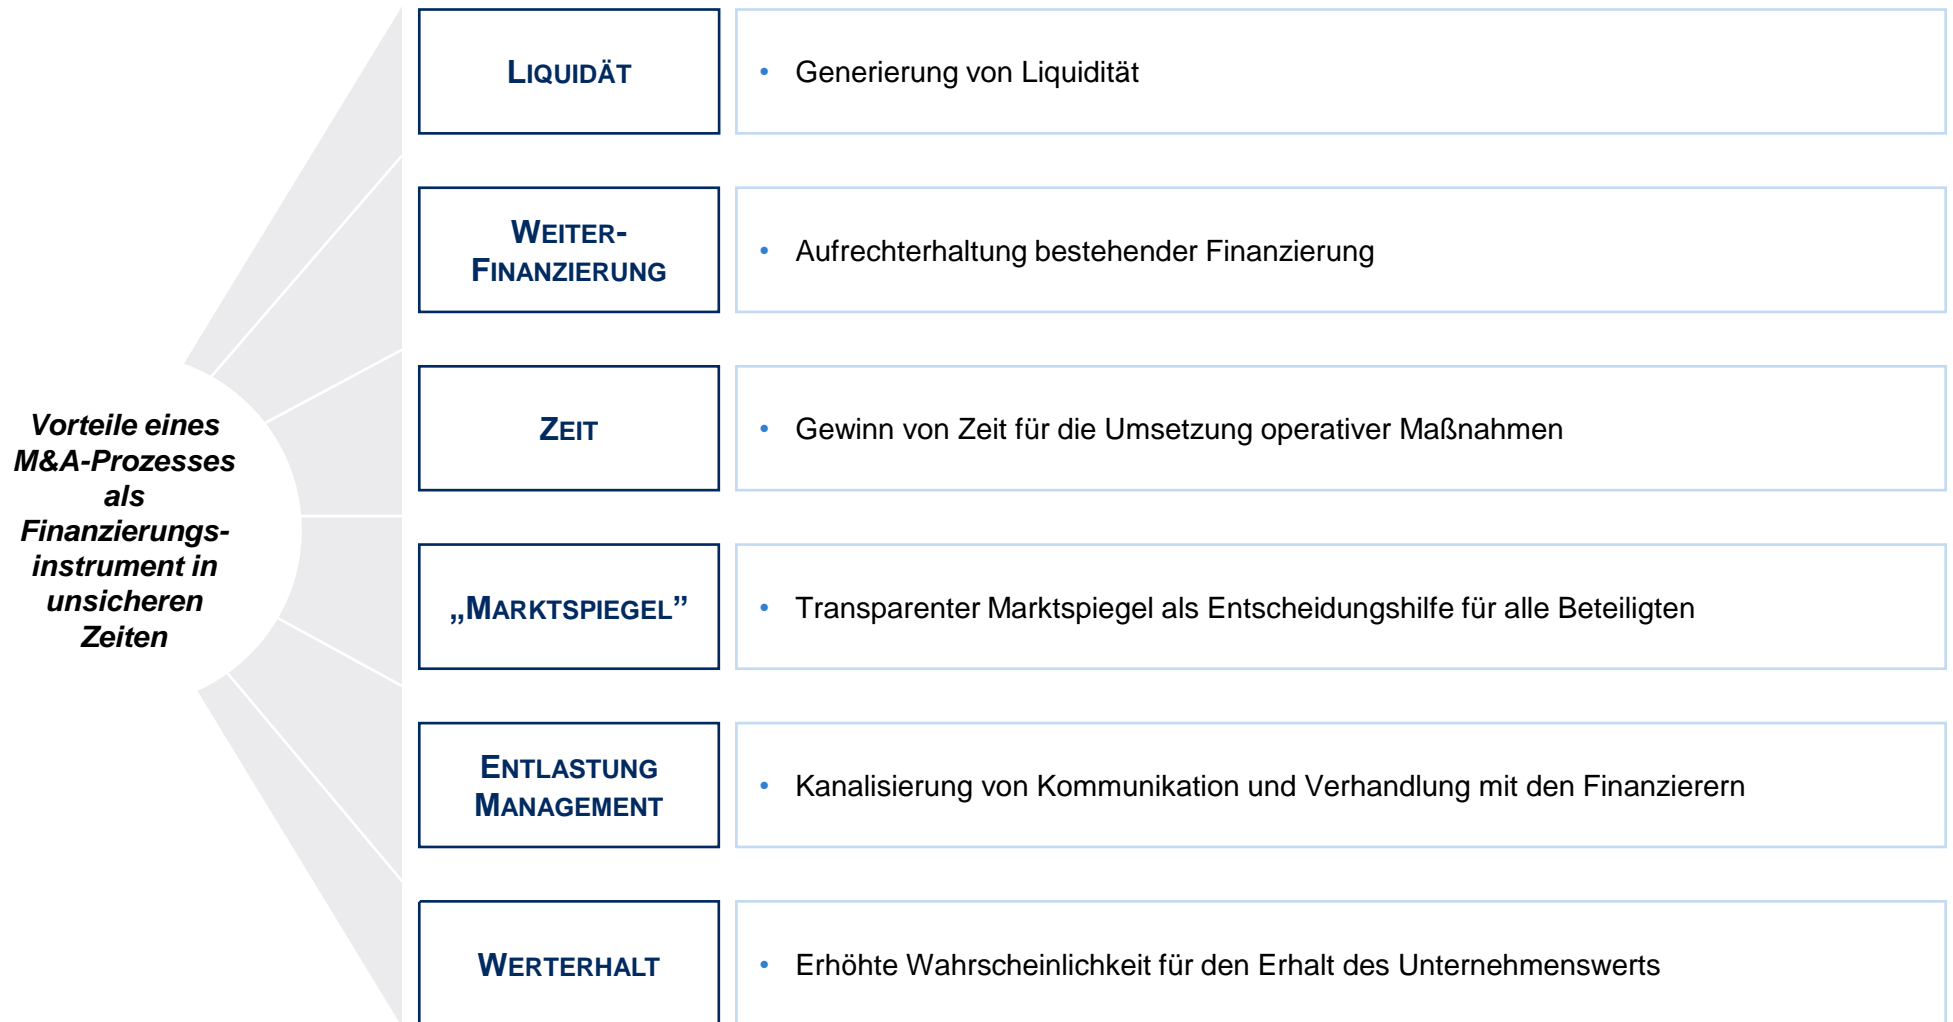 Vorteile eines
M&A-Prozesses
als
Finanzierungs-
instrument in
unsicheren
Zeiten
LIQUIDÄT
• Generierung von Liquidität
WEITER-
FINANZIERUNG
• Aufrechterhaltung bestehender Finanzierung
ZEIT
• Gewinn von Zeit für die Umsetzung operativer Maßnahmen
„MARKTSPIEGEL”
• Transparenter Marktspiegel als Entscheidungshilfe für alle Beteiligten
ENTLASTUNG
MANAGEMENT
• Kanalisierung von Kommunikation und Verhandlung mit den Finanzierern
WERTERHALT
• Erhöhte Wahrscheinlichkeit für den Erhalt des Unternehmenswerts